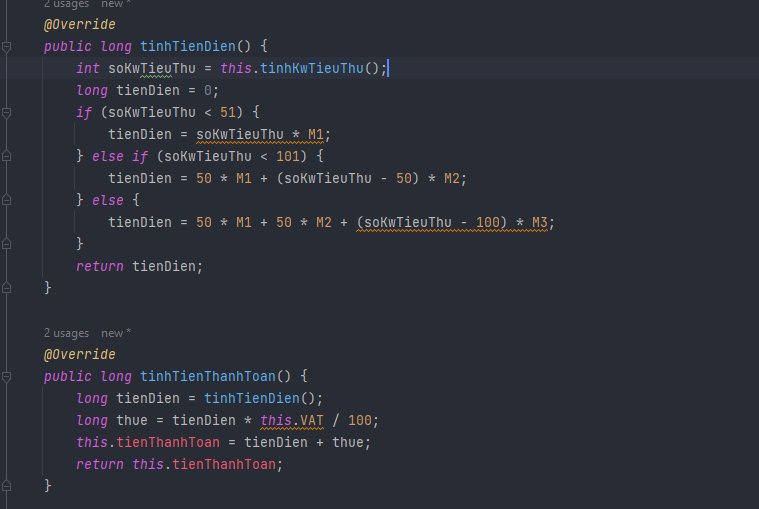 2 usages new *
@Override
public long tinhTienDien() {
int soKwTieuThu = this.tinhKwTieuThu();
long tienDien = 0;
if (soKwTieuThu < 51) {
tienDien = soKwTieuThu * M1;
} else if (soKwTieuThu < 101) {
tienDien = 50 * M1 + (soKwTieuThu - 50) * M2;
} else {
tienDien = 50 * M1 + 50 * M2 + (soKwTieuThu - 100) * M3;
}
return tienDien;
}
2 usages new *
@Override
public long tinhTienThanhToan() {
long tienDien = tinhTienDien();
long thue = tienDien * this.VAT / 100;
this.tienThanhToan = tienDien + thue;
return this.tienThanhToan;
}